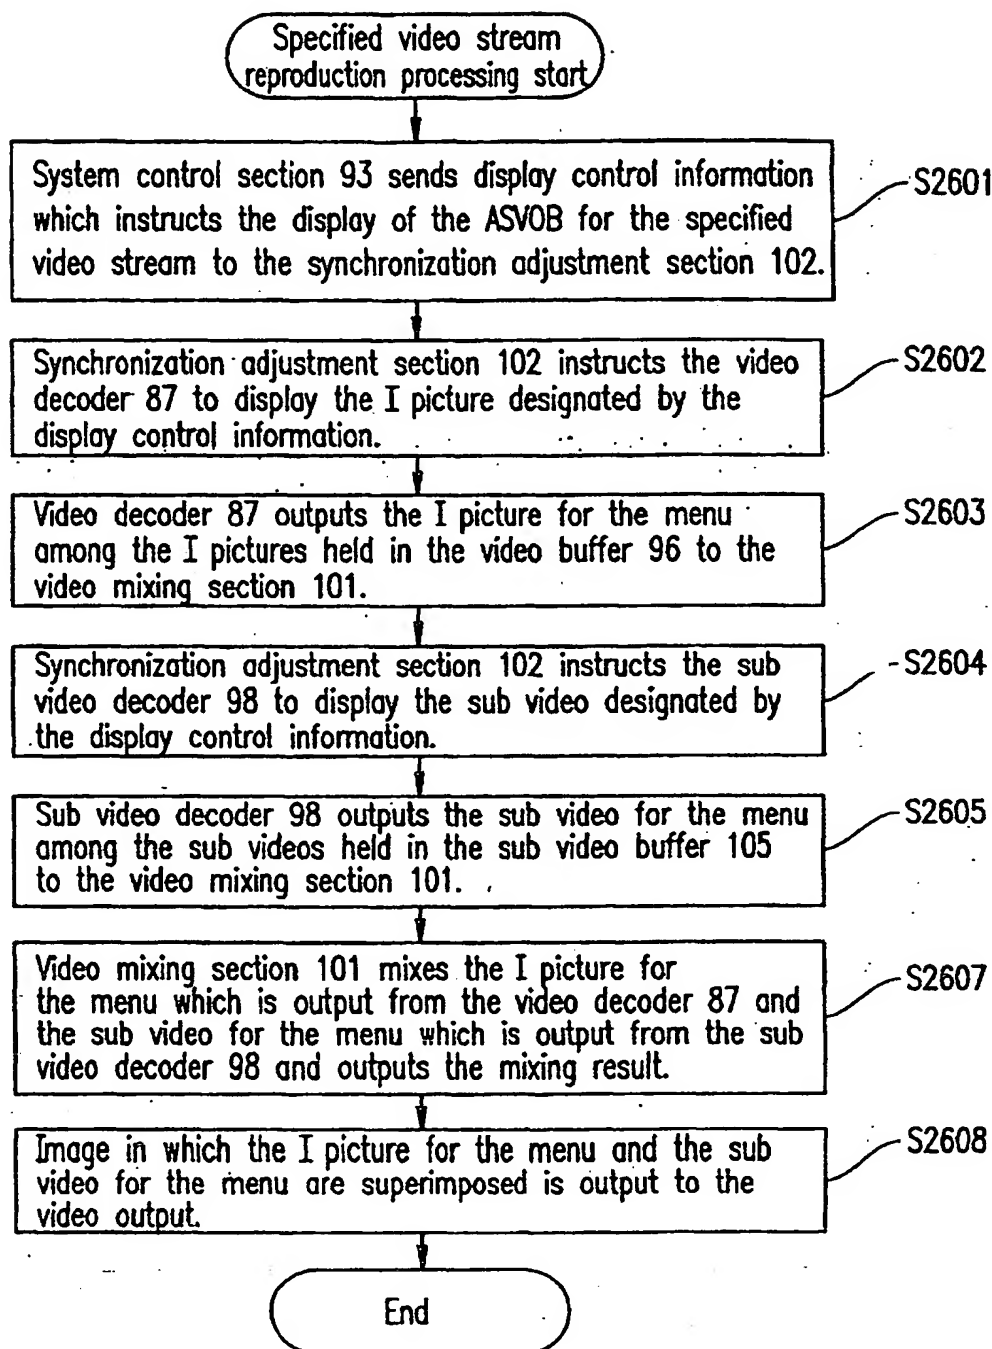 Specified video stream
reproduction processing start
System control section 93 sends display control information
which instructs the display of the ASVOB for the specified
video stream to the synchronization adjustment section 102.
S2601
Synchronization adjustment section 102 instructs the video
decoder 87 to display the I picture designated by the
display control information.
S2602
Video decoder 87 outputs the I picture for the menu
among the I pictures held in the video buffer 96 to the
video mixing section 101.
S2603
Synchronization adjustment section 102 instructs the sub
video decoder 98 to display the sub video designated by
the display control information.
S2604
Sub video decoder 98 outputs the sub video for the menu
among the sub videos held in the sub video buffer 105
to the video mixing section 101.
S2605
Video mixing section 101 mixes the I picture for
the menu which is output from the video decoder 87 and
the sub video for the menu which is output from the sub
video decoder 98 and outputs the mixing result.
S2607
Image in which the I picture for the menu and the sub
video for the menu are superimposed is output to the
video output.
S2608
End